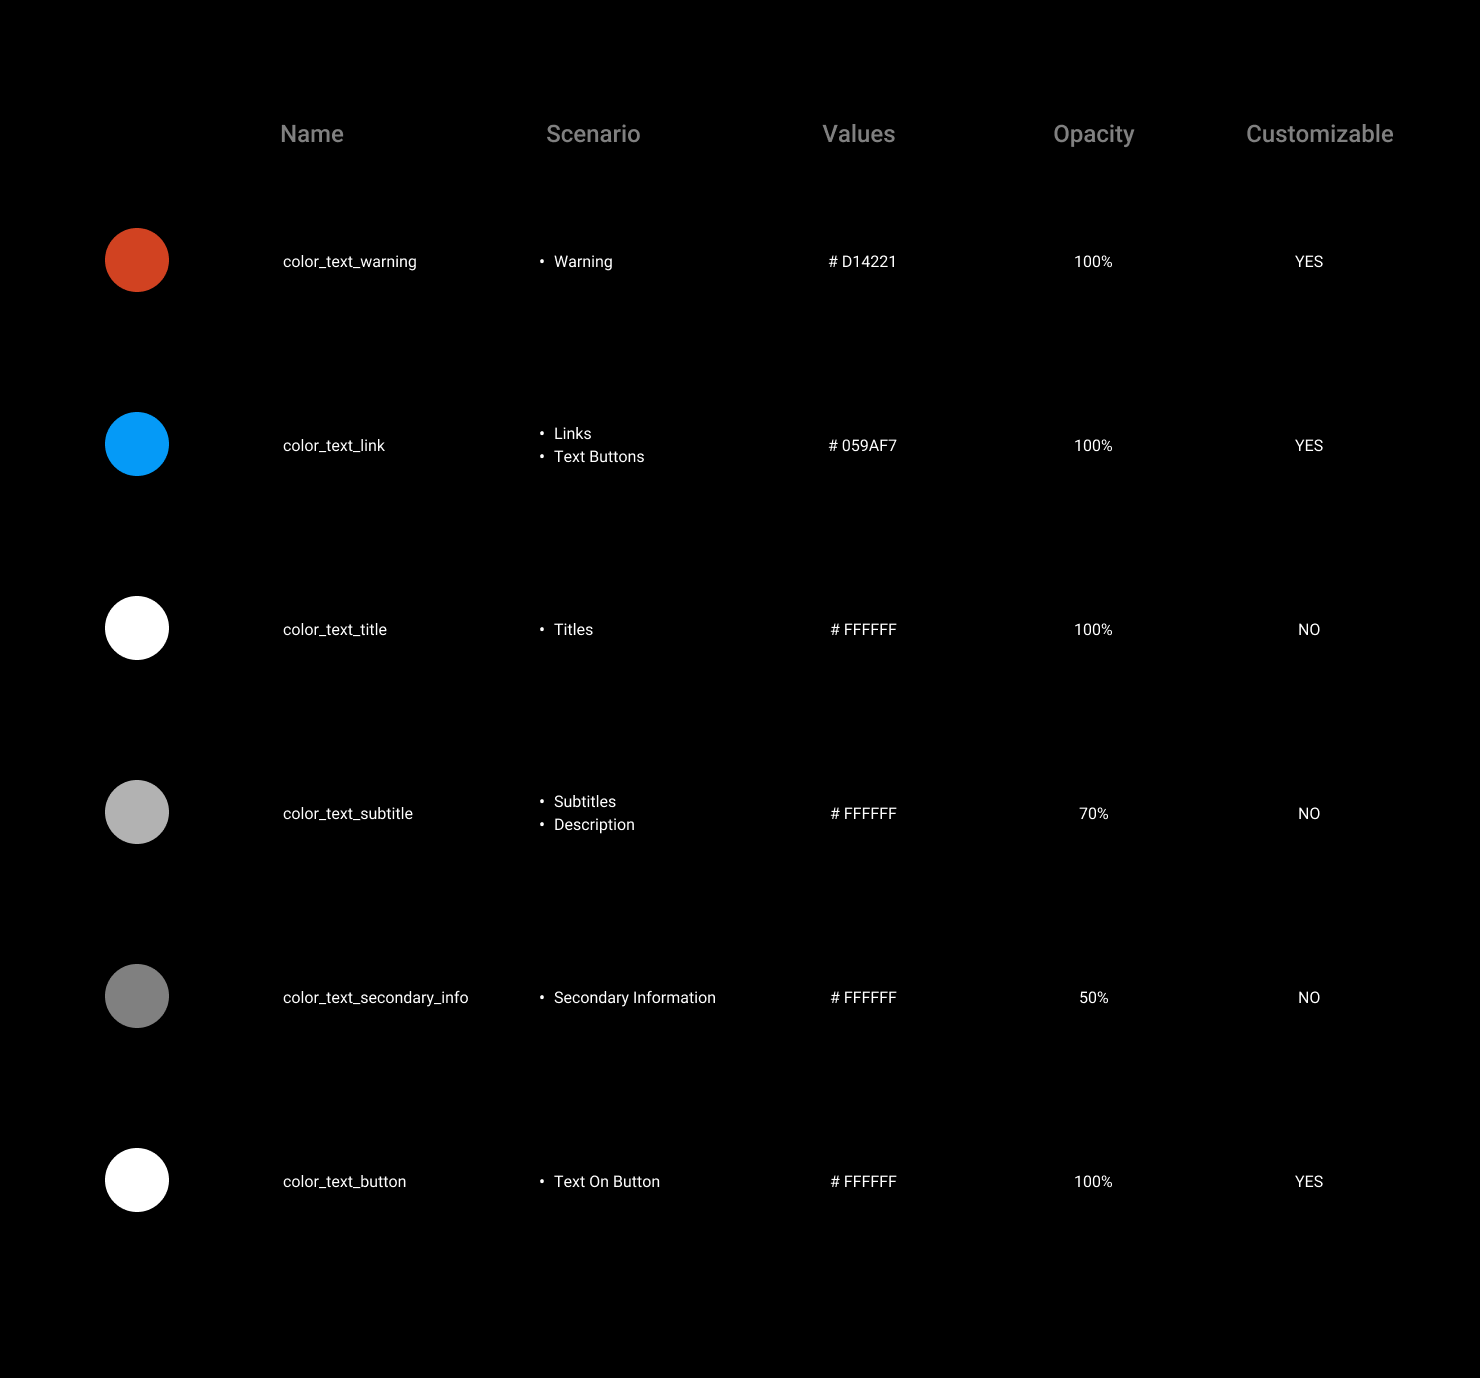 Name Scenario Values Opacity Customizable
color_text_warning • Warning # D14221 100% YES
color_text_link • Links # 059AF7 100% YES
• Text Buttons
color_text_title • Titles # FFFFFF 100% NO
color_text_subtitle • Subtitles # FFFFFF 70% NO
• Description
color_text_secondary_info • Secondary Information # FFFFFF 50% NO
color_text_button • Text On Button # FFFFFF 100% YES